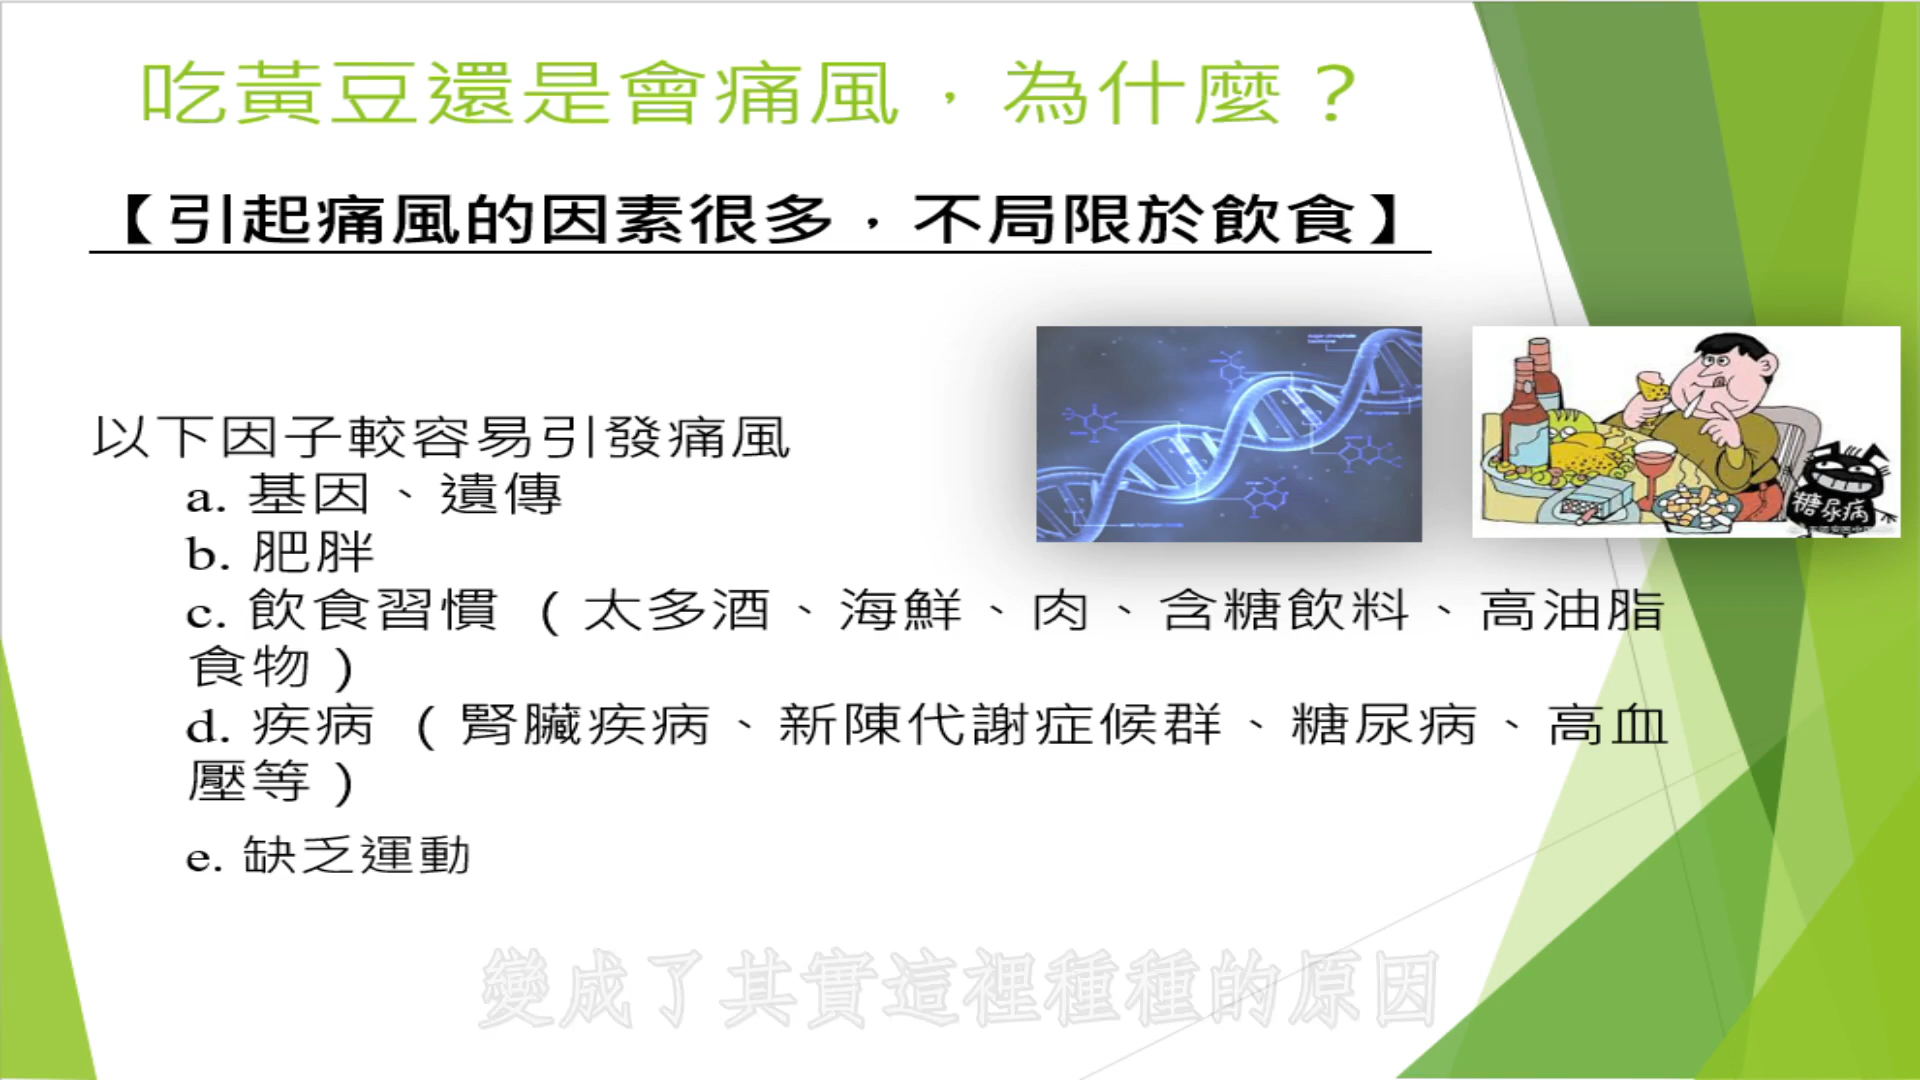 吃黃豆還是會痛風，為什麼？
【引起痛風的因素很多，不局限於飲食】
以下因子較容易引發痛風
a. 基因、遺傳
b. 肥胖
c. 飲食習慣 （太多酒、海鮮、肉、含糖飲料、高油脂
食物）
d. 疾病 （腎臟疾病、新陳代謝症候群、糖尿病、高血
壓等）
e. 缺乏運動
糖尿病
變成了其實這裡種種的原因